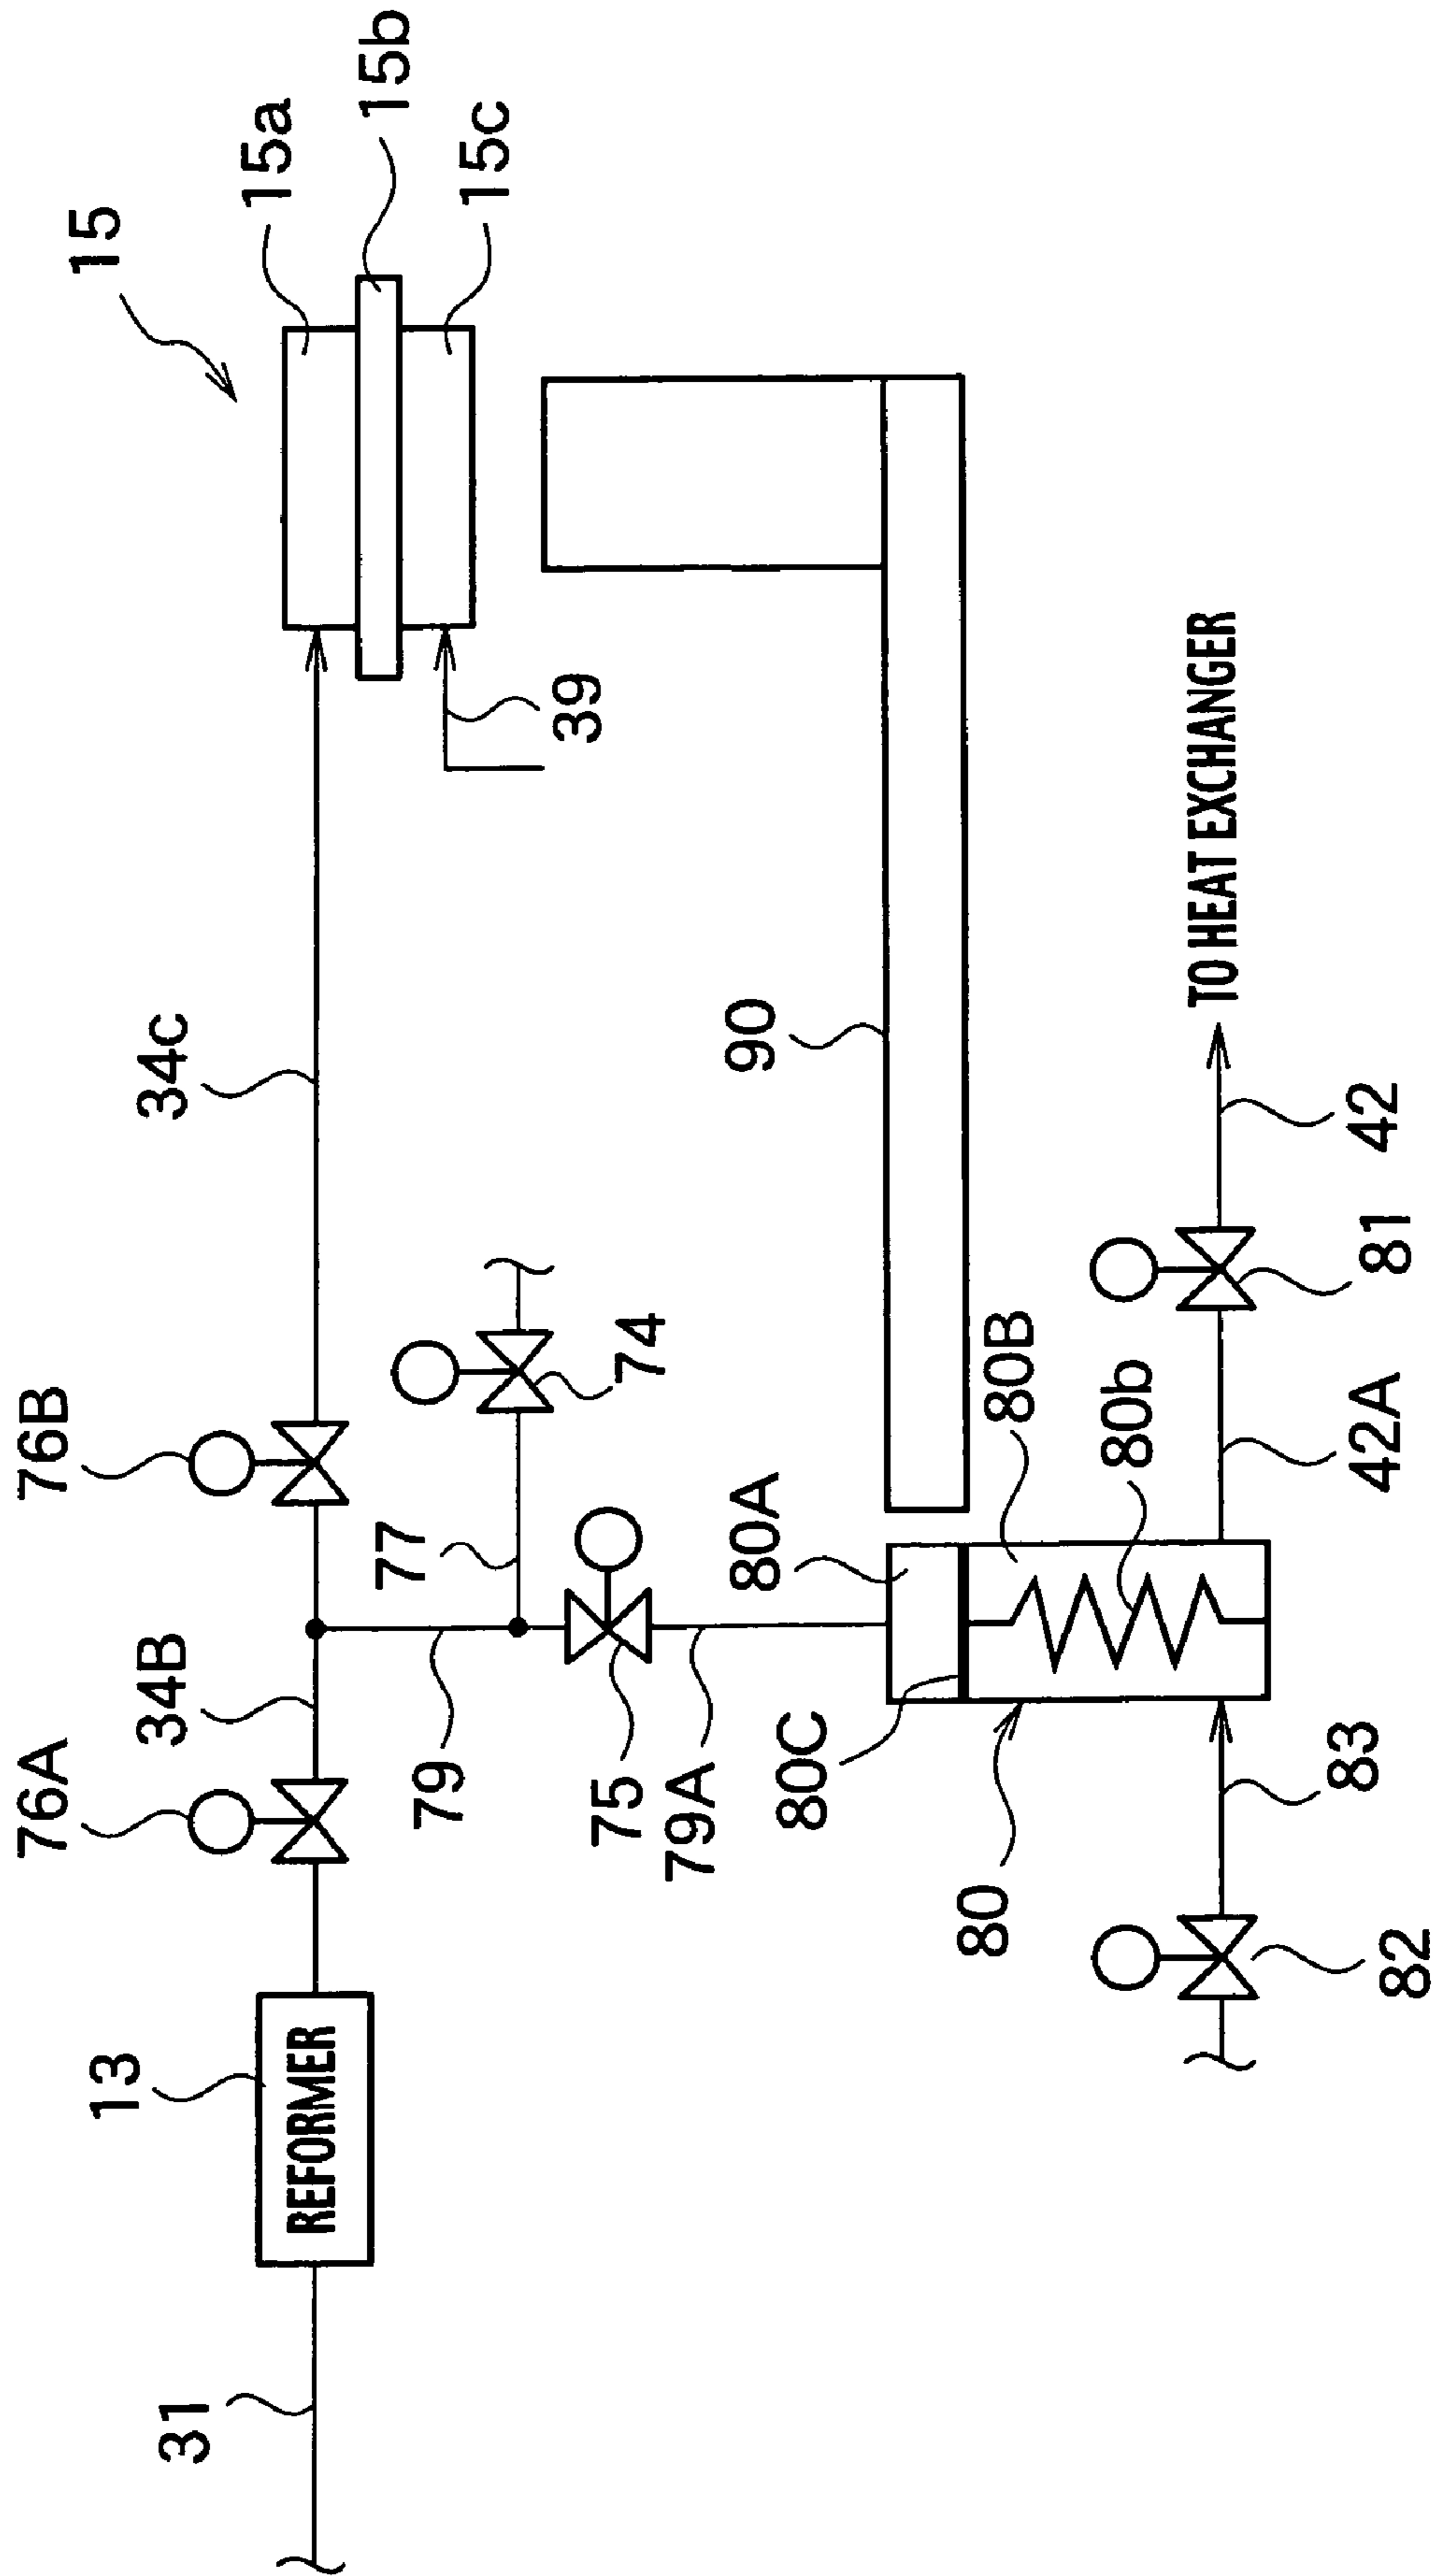 15
15a
15b
15c
76B
34c
76A
34B
77
74
39
13
REFORMER
31
79
75
79A
80A
80C
80B
80b
80
90
TO HEAT EXCHANGER
42
81
42A
83
82